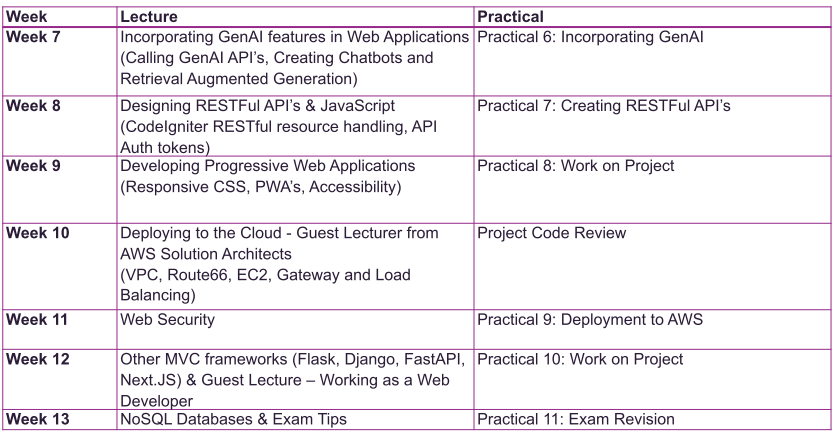 Week Lecture Practical
Week 7 Incorporating GenAI features in Web Applications Practical 6: Incorporating GenAI
(Calling GenAI API’s, Creating Chatbots and
Retrieval Augmented Generation)
Week 8 Designing RESTFul API’s & JavaScript Practical 7: Creating RESTFul API’s
(CodeIgniter RESTful resource handling, API
Auth tokens)
Week 9 Developing Progressive Web Applications Practical 8: Work on Project
(Responsive CSS, PWA’s, Accessibility)
Week 10 Deploying to the Cloud - Guest Lecturer from Project Code Review
AWS Solution Architects
(VPC, Route66, EC2, Gateway and Load
Balancing)
Week 11 Web Security Practical 9: Deployment to AWS
Week 12 Other MVC frameworks (Flask, Django, FastAPI, Practical 10: Work on Project
Next.JS) & Guest Lecture – Working as a Web
Developer
Week 13 NoSQL Databases & Exam Tips Practical 11: Exam Revision